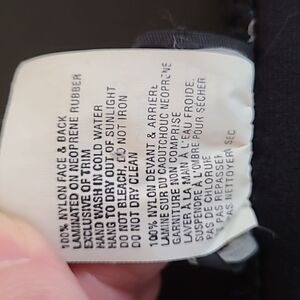 100% NYLON FACE & BACK
LAMINATED ON NEOPRENE RUBBER
EXCLUSIVE OF TRIM
HAND WASH COLD WATER
HANG TO DRY OUT OF SUNLIGHT
DO NOT BLEACH, DO NOT IRON
DO NOT DRY CLEAN
100% NYLON DEVANT & ARRIERE
LAMINE SUR DU CAOUTCHOUC NEOPRENE
GARNITURE NON COMPRISE
LAVER A LA MAIN A L'EAU FROIDE.
SUSPENDRE A L'OMBRE POUR SECHER
PAS DE CHLORURE
PAS REPASSER
PAS NETTOYER SEC